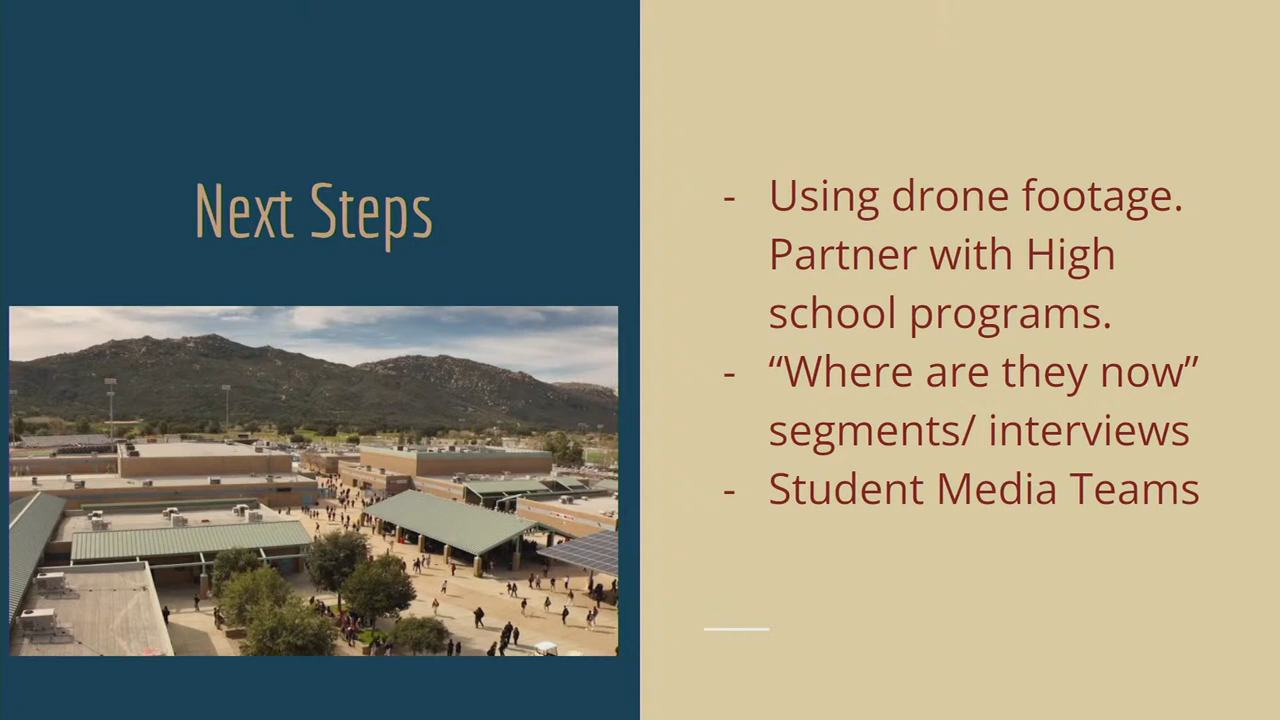 Next Steps
- Using drone footage.
Partner with High
school programs.
- “Where are they now”
segments/ interviews
- Student Media Teams